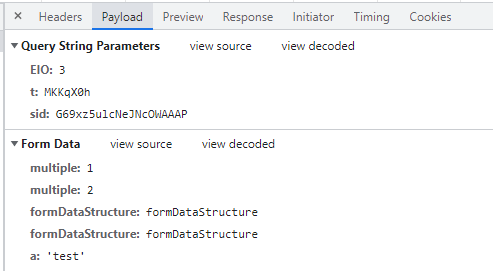 × Headers Payload Preview Response Initiator Timing Cookies
▼Query String Parameters view source view decoded
EIO: 3
t: MKKqX0h
sid: G69xz5ulcNeJNcOWAAAP
▼Form Data view source view decoded
multiple: 1
multiple: 2
formDataStructure: formDataStructure
formDataStructure: formDataStructure
a: 'test'